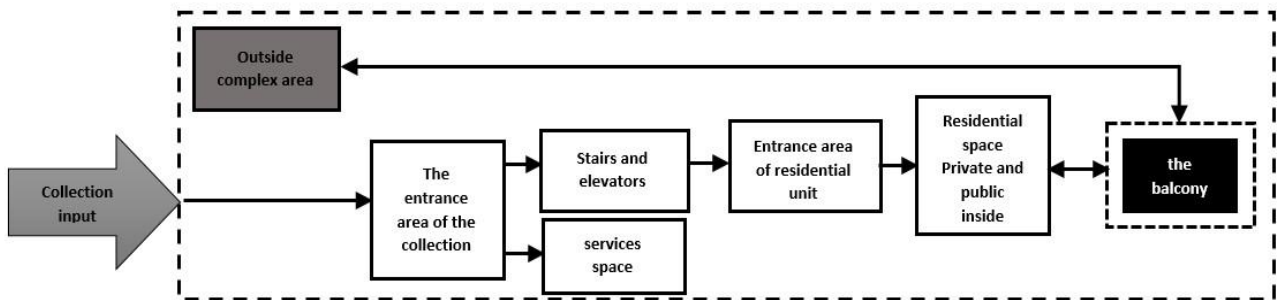 Outside
complex area
Collection
input
The
entrance
area of the
collection
Stairs and
elevators
services
space
Entrance area
of residential
unit
Residential
space
Private and
public
inside
the
balcony